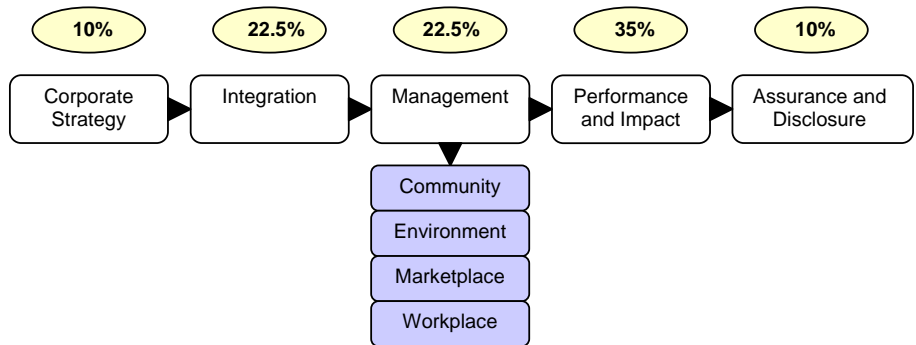 10%
22.5%
22.5%
35%
10%
Corporate
Strategy
Integration
Management
Performance
and Impact
Assurance and
Disclosure
Community
Environment
Marketplace
Workplace